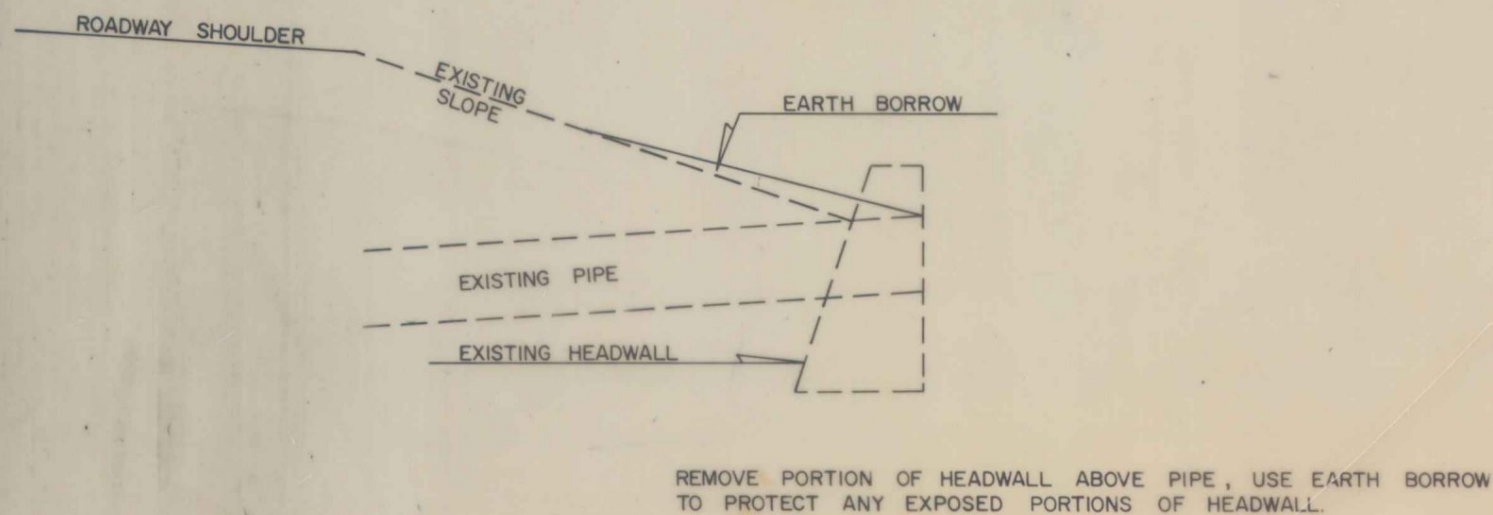 ROADWAY SHOULDER
EXISTING
SLOPE
EARTH BORROW
EXISTING PIPE
EXISTING HEADWALL
REMOVE PORTION OF HEADWALL ABOVE PIPE, USE EARTH BORROW
TO PROTECT ANY EXPOSED PORTIONS OF HEADWALL.